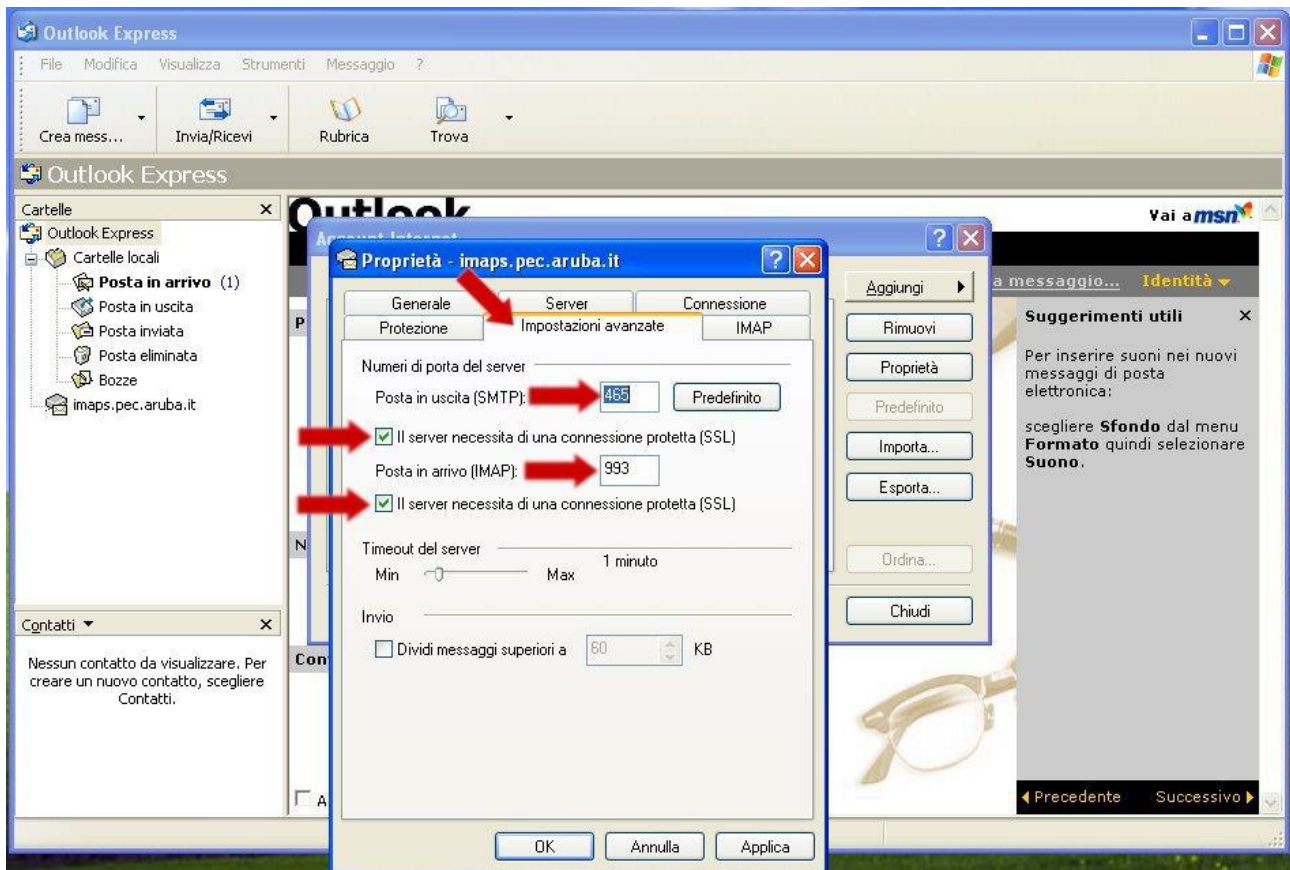 Outlook Express
File Modifica Visualizza Strumenti Messaggio ?
Crea mess... Invia/Ricevi Rubrica Trova
Outlook Express
Cartelle
Outlook Express
Cartelle locali
Posta in arrivo (1)
Posta in uscita
Posta inviata
Posta eliminata
Bozze
imaps.pec.aruba.it
Contatti
Nessun contatto da visualizzare. Per
creare un nuovo contatto, scegliere
Contatti.
Outlook
Vai a msn
Account Internet
Proprietà - imaps.pec.aruba.it
Generale Server Connessione
Protezione Impostazioni avanzate IMAP
Numeri di porta del server
Posta in uscita (SMTP): 465 Predefinito
Il server necessita di una connessione protetta (SSL)
Posta in arrivo (IMAP): 993
Il server necessita di una connessione protetta (SSL)
Timeout del server
Min Max 1 minuto
Invio
Dividi messaggi superiori a 60 KB
OK Annulla Applica
Aggiungi
Rimuovi
Proprietà
Predefinito
Importa...
Esporta...
Ordina...
Chiudi
a messaggio... Identità
Suggerimenti utili
Per inserire suoni nei nuovi
messaggi di posta
elettronica:
scegliere Sfondo dal menu
Formato quindi selezionare
Suono.
Precedente Successivo